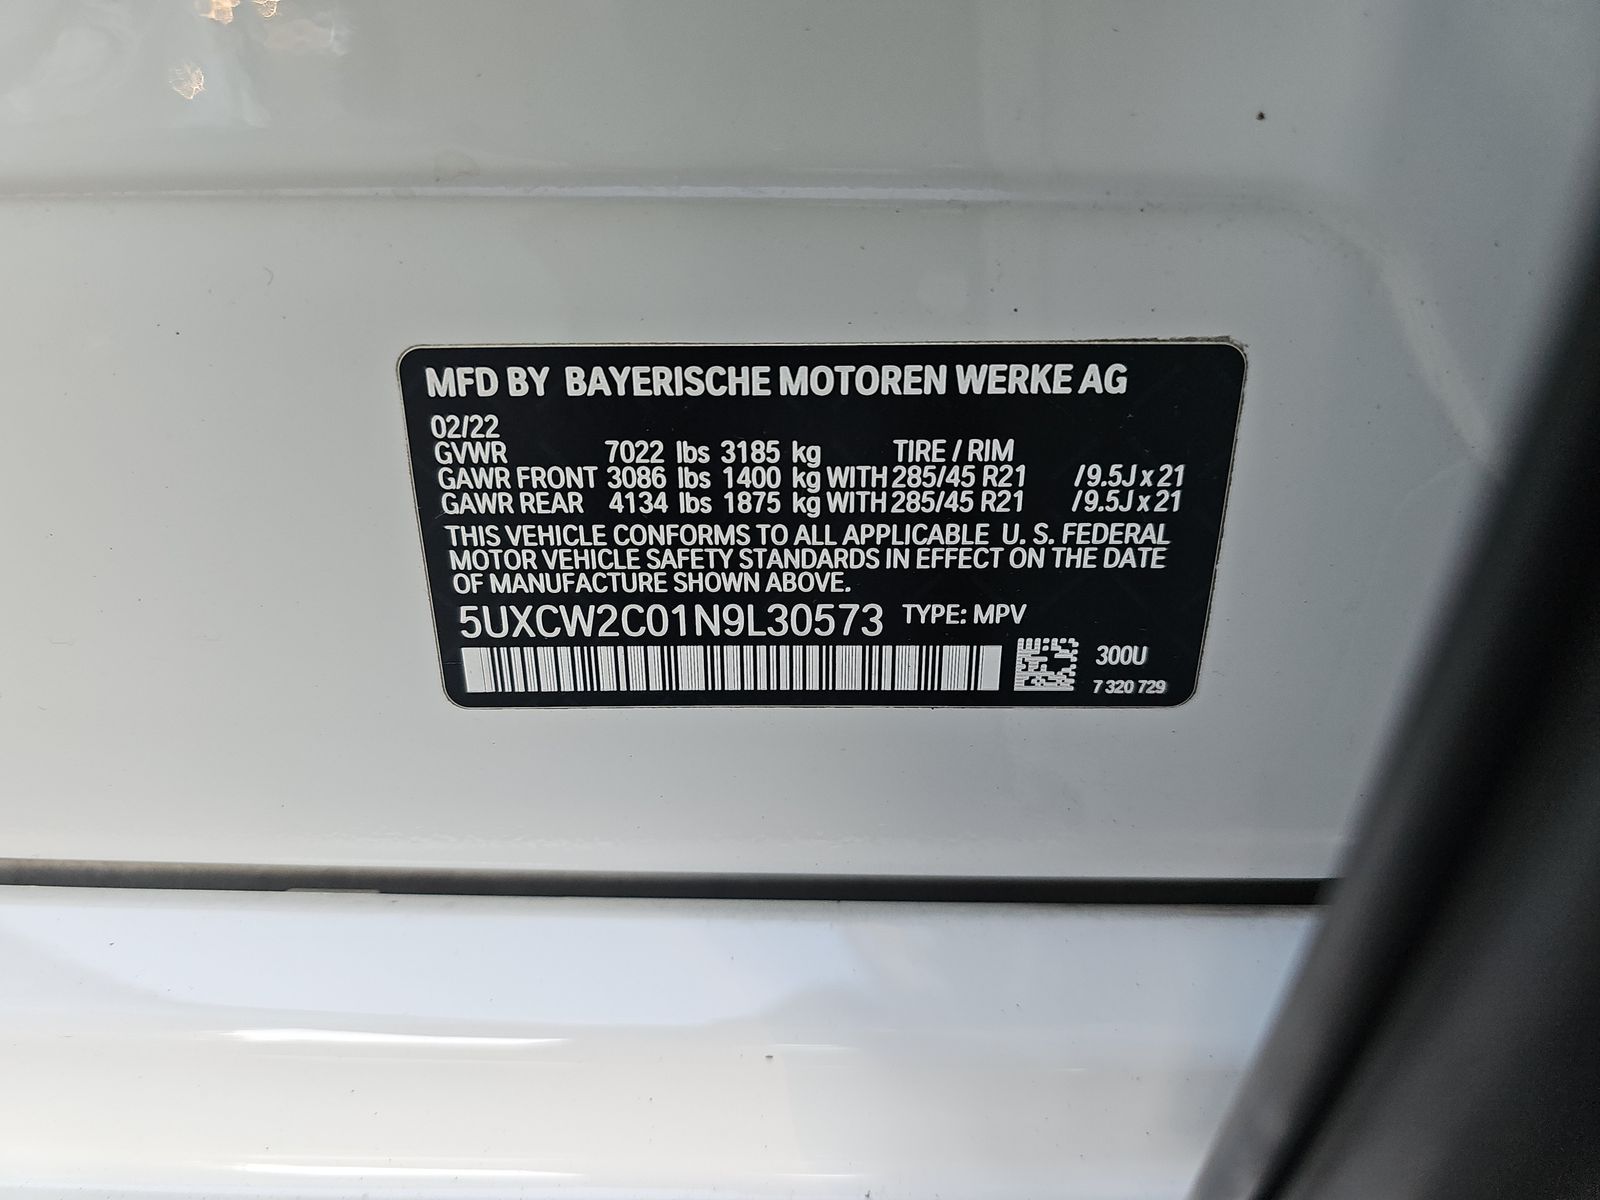 MFD BY BAYERISCHE MOTOREN WERKE AG
02/22
GVWR 7022 lbs 3185 kg TIRE / RIM
GAWR FRONT 3086 lbs 1400 kg WITH 285/45 R21 /9.5J x 21
GAWR REAR 4134 lbs 1875 kg WITH 285/45 R21 /9.5J x 21
THIS VEHICLE CONFORMS TO ALL APPLICABLE U. S. FEDERAL
MOTOR VEHICLE SAFETY STANDARDS IN EFFECT ON THE DATE
OF MANUFACTURE SHOWN ABOVE.
5UXCW2C01N9L30573 TYPE: MPV
300U
7 320 729